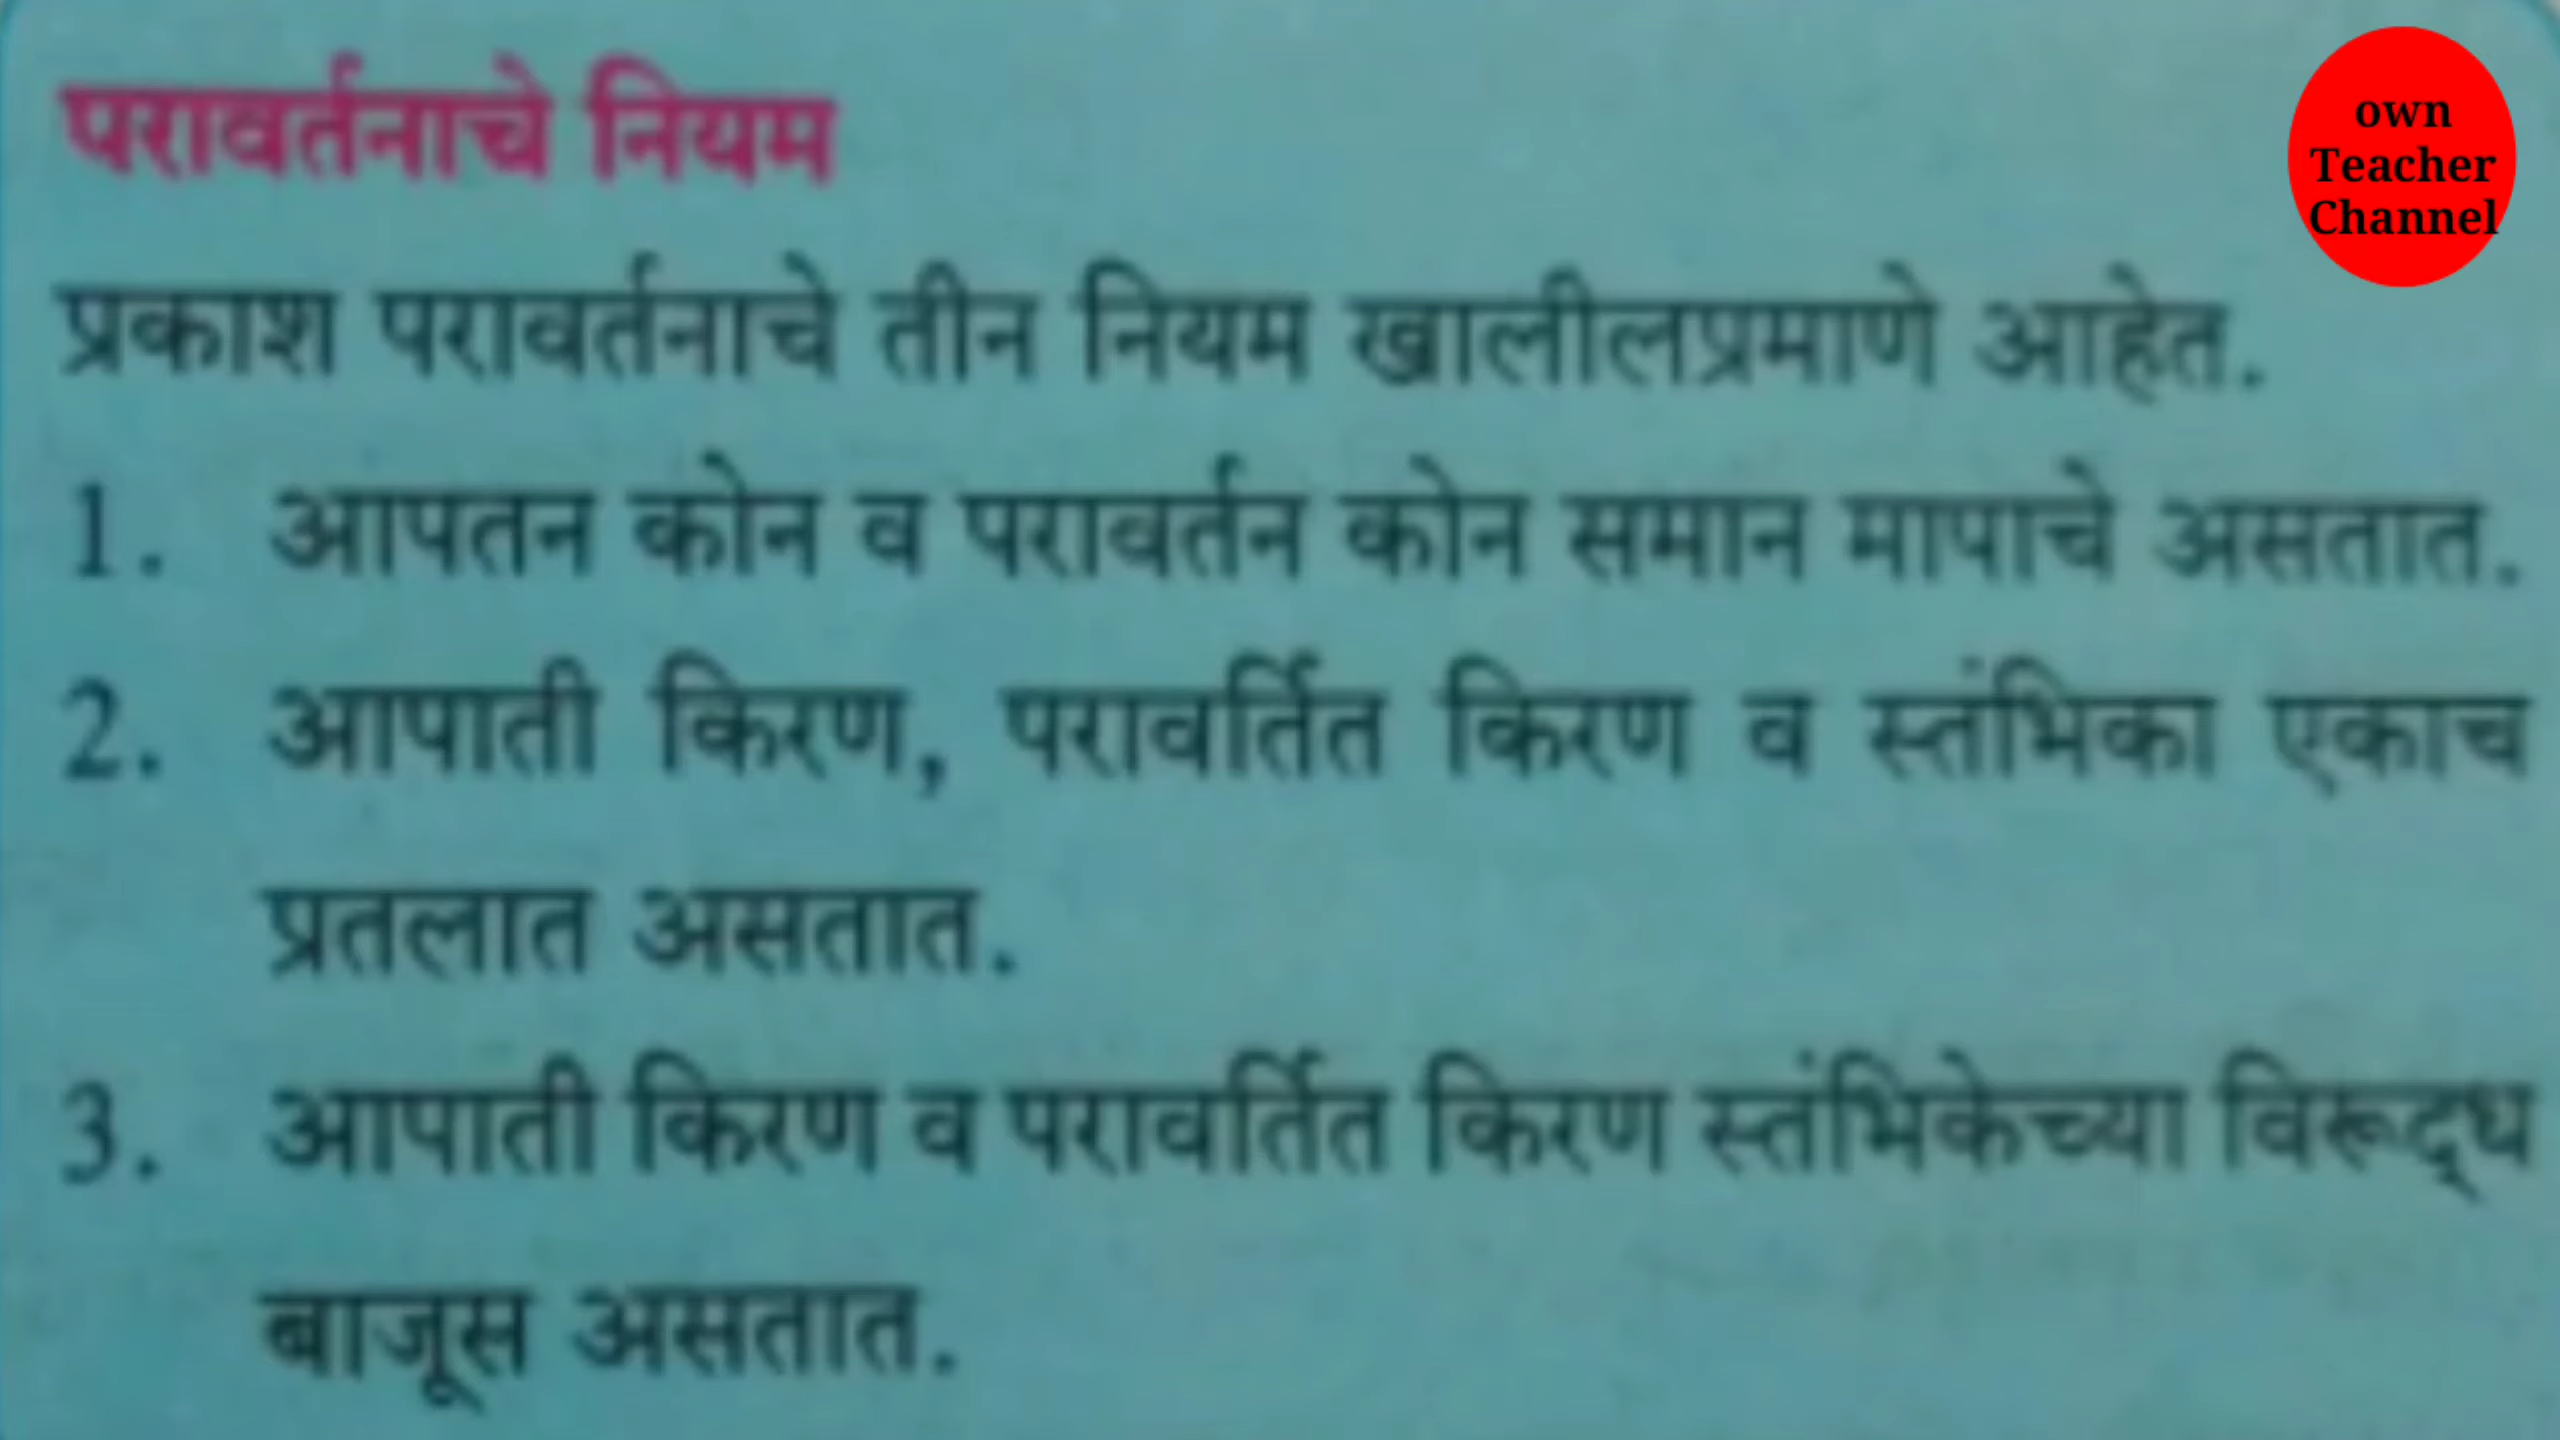 परावर्तनाचे नियम
own
Teacher
Channel
प्रकाश परावर्तनाचे तीन नियम खालीलप्रमाणे आहेत.
1. आपतन कोन व परावर्तन कोन समान मापाचे असतात.
2. आपाती किरण, परावर्तित किरण व स्तंभिका एकाच
प्रतलात असतात.
3. आपाती किरण व परावर्तित किरण स्तंभिकेच्या विरूद्ध
बाजूस असतात.